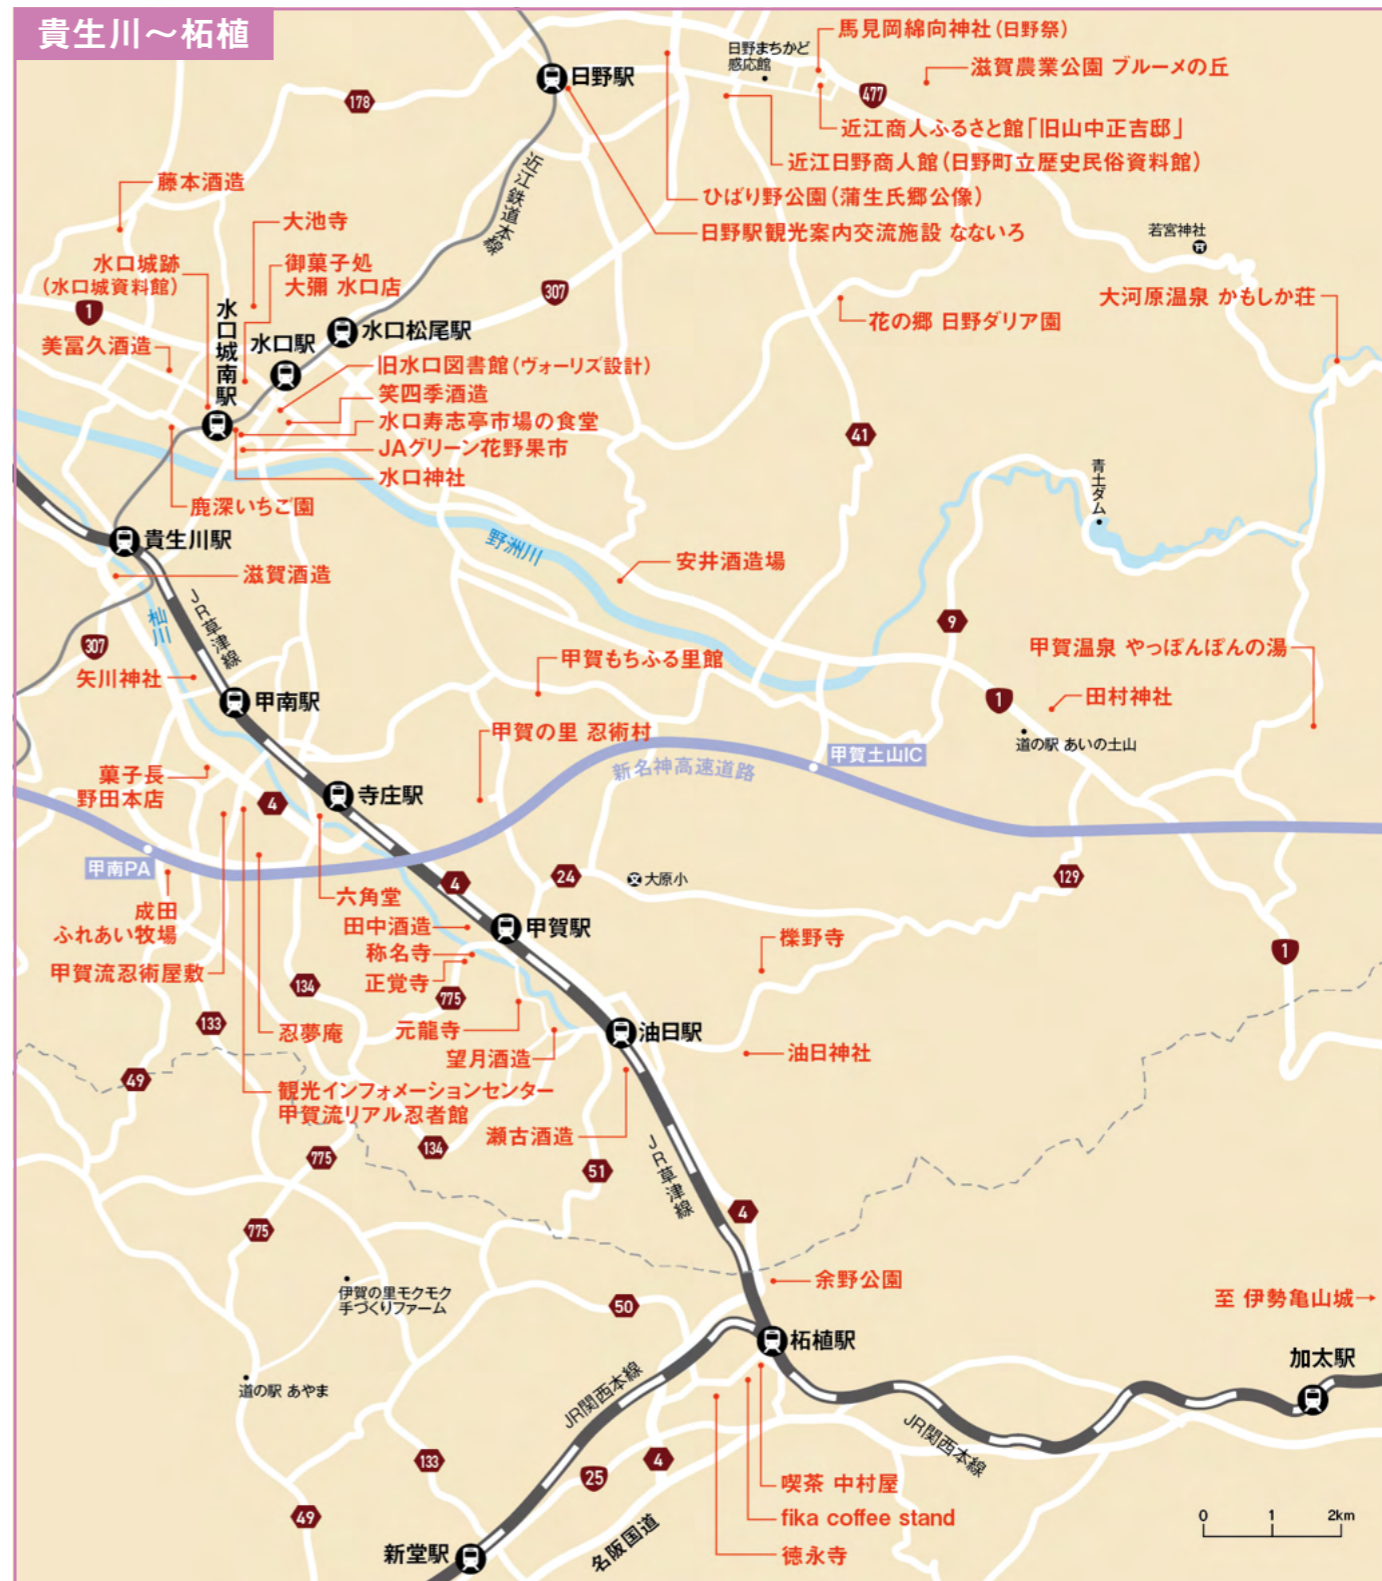 貴生川～柘植
馬見岡綿向神社(日野祭)
日野まちかど
感応館
滋賀農業公園 ブルーメの丘
日野駅
477
178
近江商人ふるさと館「旧山中正吉邸」
近江日野商人館(日野町立歴史民俗資料館)
近江鉄道本線
藤本酒造
ひばり野公園(蒲生氏郷公像)
大池寺
日野駅観光案内交流施設 なないろ
若宮神社
水口城跡
(水口城資料館)
御菓子処
大彌 水口店
307
大河原温泉 かもしか荘
1
水口城南駅
花の郷 日野ダリア園
水口松尾駅
水口駅
美冨久酒造
旧水口図書館(ヴォーリズ設計)
笑四季酒造
水口寿志亭市場の食堂
41
JAグリーン花野果市
水口神社
青土ダム
鹿深いちご園
貴生川駅
野洲川
安井酒造場
滋賀酒造
JR草津線
杣川
9
307
甲賀温泉 やっぽんぽんの湯
甲賀もちふる里館
矢川神社
田村神社
甲南駅
1
甲賀の里 忍術村
道の駅 あいの土山
甲賀土山IC
新名神高速道路
菓子長
野田本店
寺庄駅
4
甲南PA
24
大原小
129
4
六角堂
成田
ふれあい牧場
田中酒造
甲賀駅
櫟野寺
称名寺
1
甲賀流忍術屋敷
正覚寺
134
775
133
忍夢庵
元龍寺
油日駅
望月酒造
油日神社
49
観光インフォメーションセンター
甲賀流リアル忍者館
瀬古酒造
134
775
51
JR草津線
4
775
余野公園
伊賀の里モクモク
手づくりファーム
至 伊勢亀山城→
50
柘植駅
加太駅
道の駅 あやま
JR関西本線
JR関西本線
133
4
25
喫茶 中村屋
49
fika coffee stand
0 1 2km
名阪国道
新堂駅
徳永寺